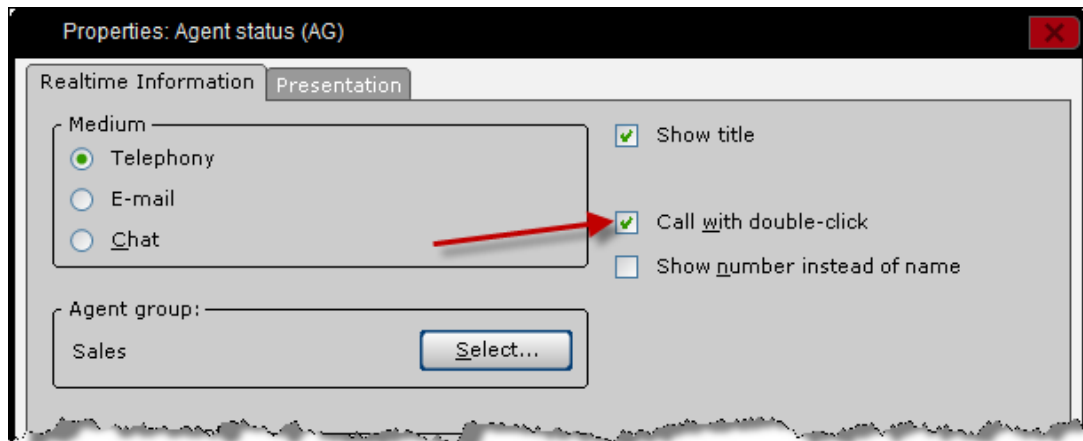 Properties: Agent status (AG)
Realtime Information
Presentation
Medium
Telephony
E-mail
Chat
Show title
Call with double-click
Show number instead of name
Agent group:
Sales
Select...